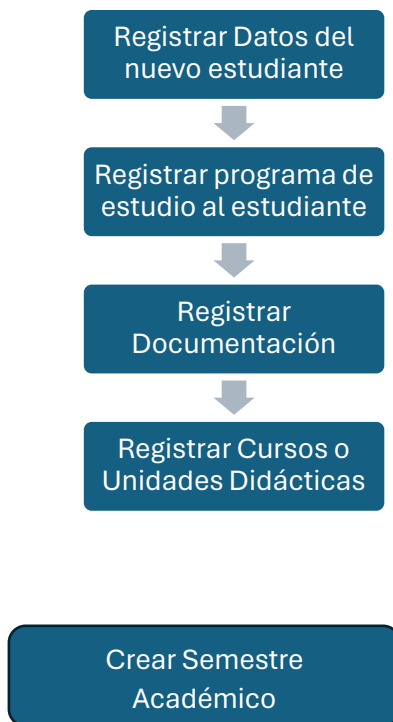 Registrar Datos del
nuevo estudiante
Registrar programa de
estudio al estudiante
Registrar
Documentación
Registrar Cursos o
Unidades Didácticas
Crear Semestre
Académico